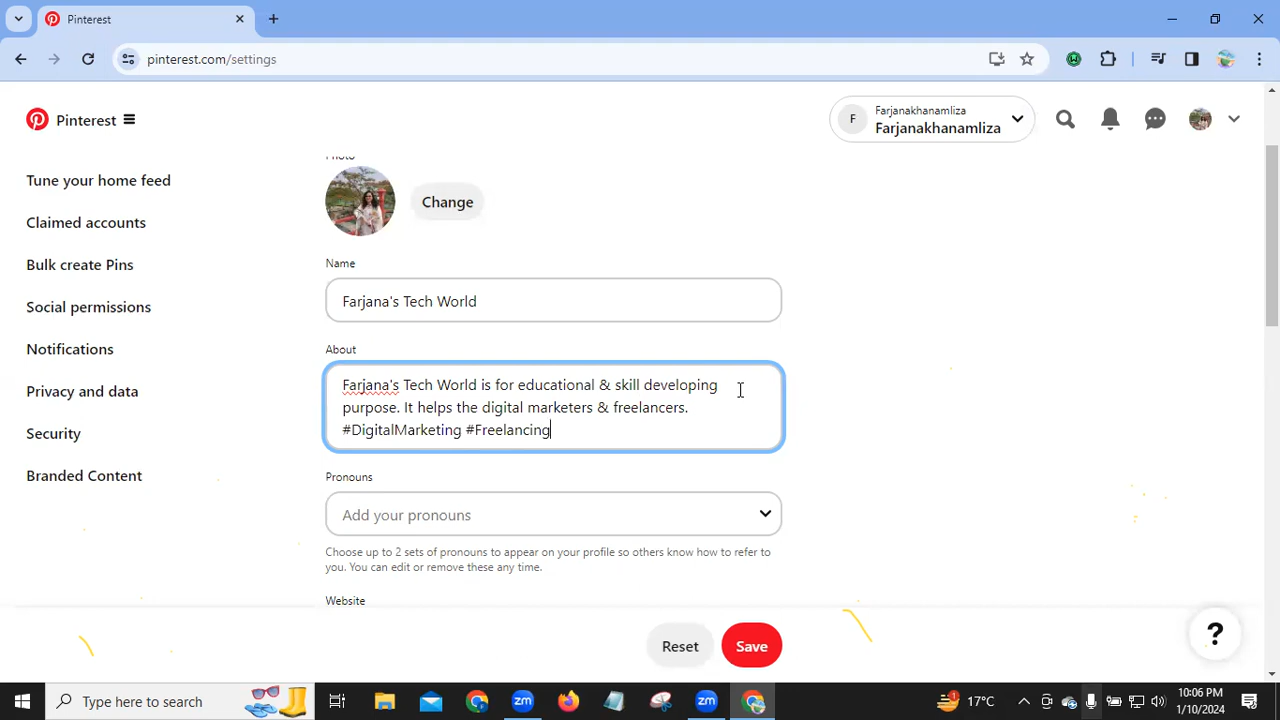 Pinterest
pinterest.com/settings
Pinterest
Farjanakhanamliza
F
Farjanakhanamliza
Tune your home feed
Claimed accounts
Bulk create Pins
Social permissions
Notifications
Privacy and data
Security
Branded Content
Photo
Change
Name
Farjana's Tech World
About
Farjana's Tech World is for educational & skill developing
purpose. It helps the digital marketers & freelancers.
#DigitalMarketing #Freelancing
Pronouns
Add your pronouns
Choose up to 2 sets of pronouns to appear on your profile so others know how to refer to
you. You can edit or remove these any time.
Website
Reset
Save
?
Type here to search
zm
zm
1
17°C
10:06 PM
1/10/2024